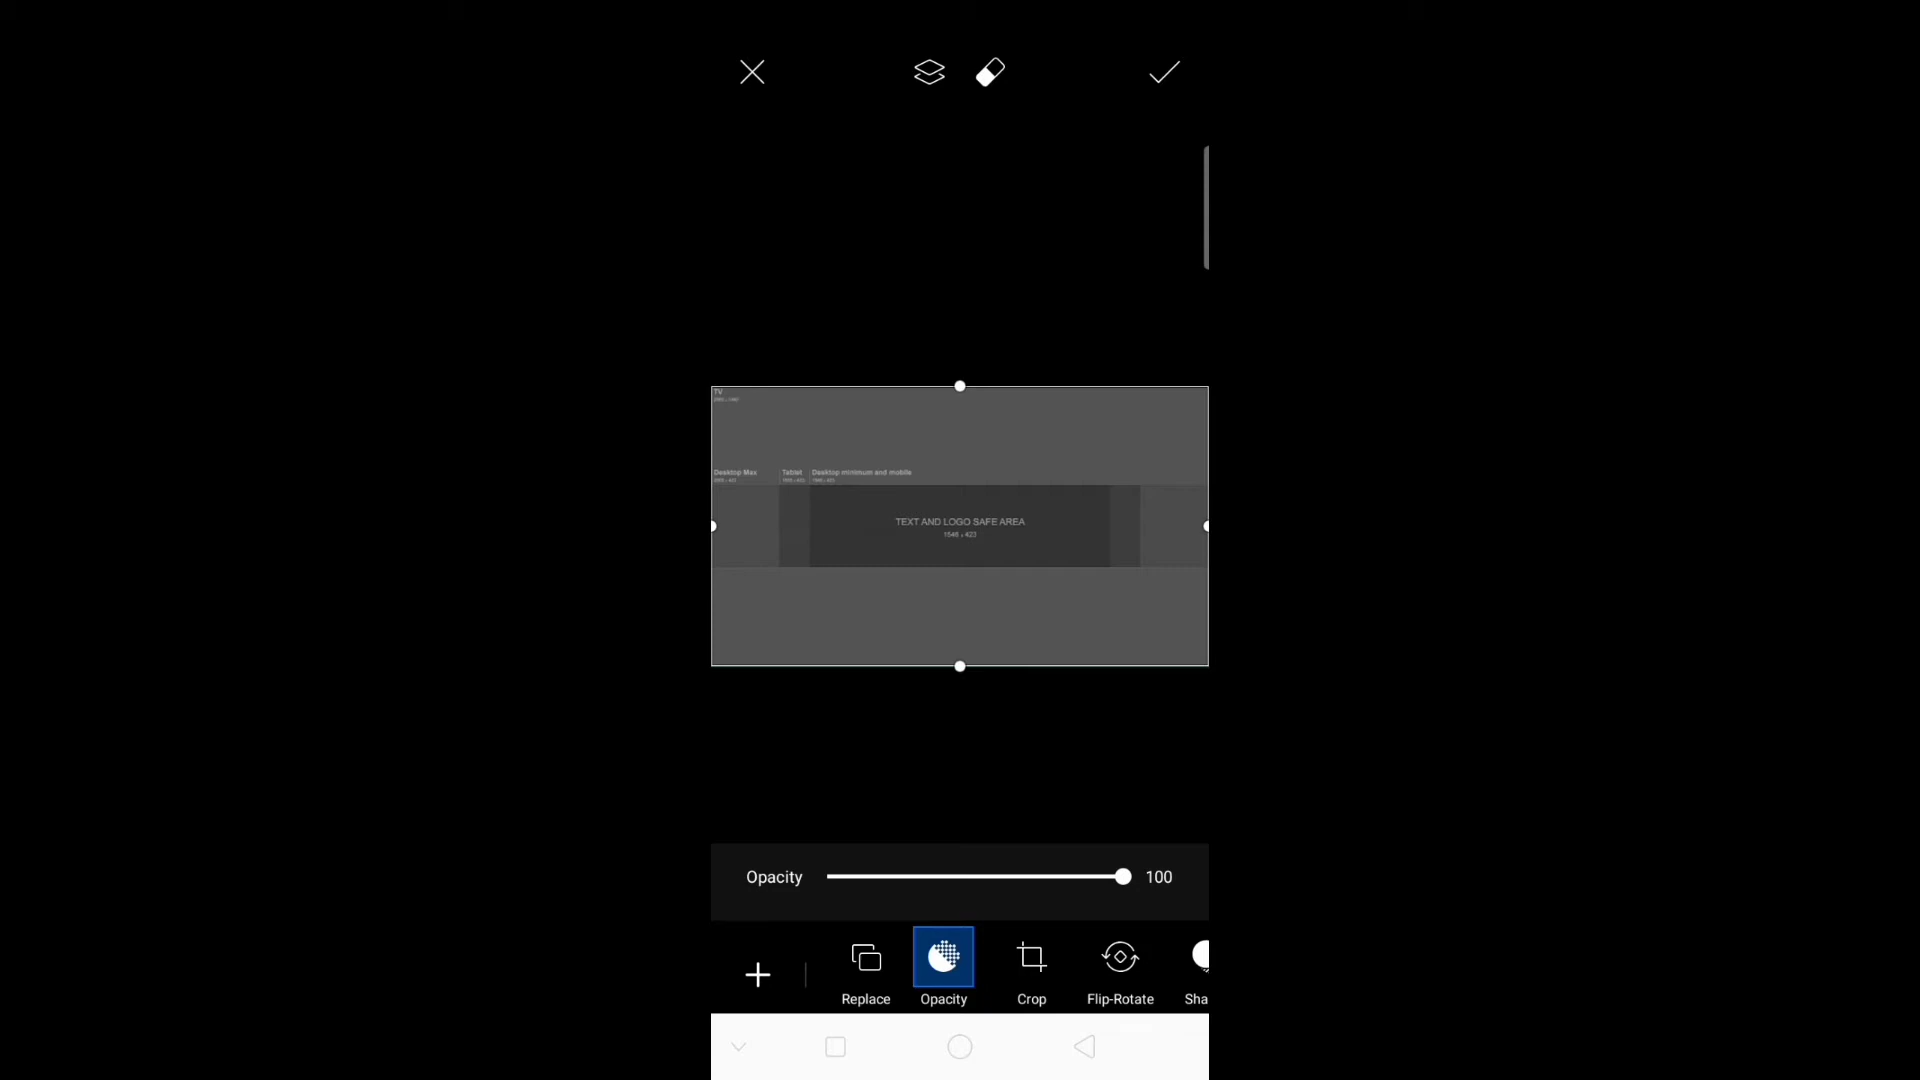 TV
Desktop Max
Tablet
Desktop minimum and mobile
TEXT AND LOGO SAFE AREA
1546 x 423
Opacity
100
Replace
Opacity
Crop
Flip-Rotate
Sha